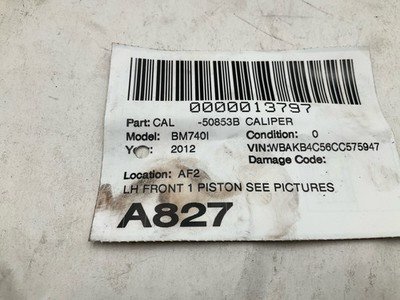 0000013797
Part: CAL -50853B CALIPER
Model: BM740I Condition: 0
Year: 2012 VIN:WBAKB4C56CC575947
Damage Code:
Location: AF2
LH FRONT 1 PISTON SEE PICTURES
A827